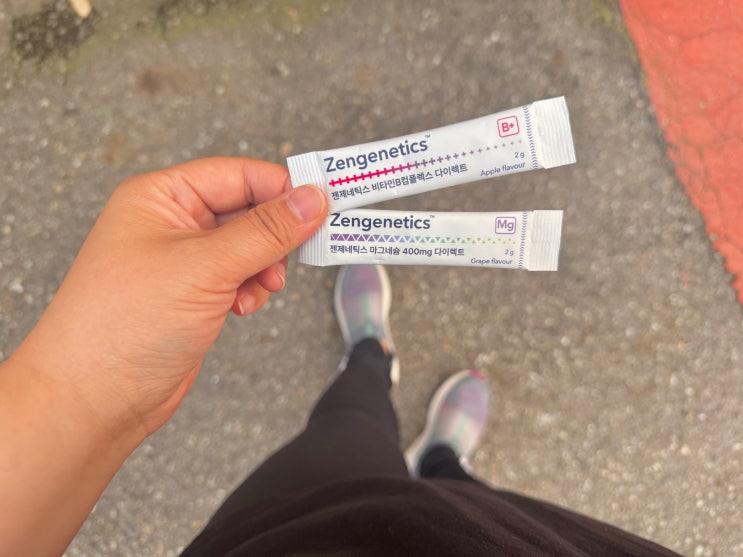 Zengenetics™
B+
젠제네틱스 비타민B컴플렉스 다이렉트
2 g
Apple flavour
Zengenetics™
Mg
젠제네틱스 마그네슘 400mg 다이렉트
2 g
Grape flavour